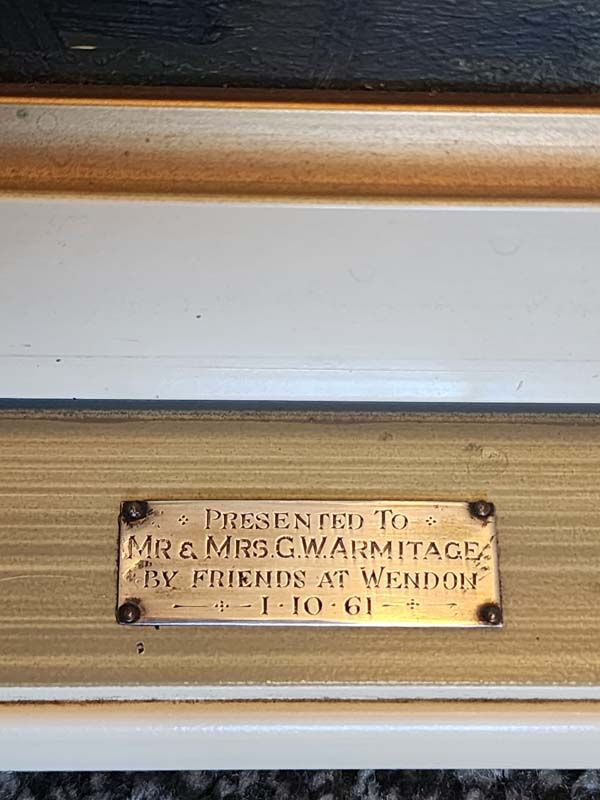 PRESENTED TO
MR & MRS.G.W.ARMITAGE
BY FRIENDS AT WENDON
1·10·61